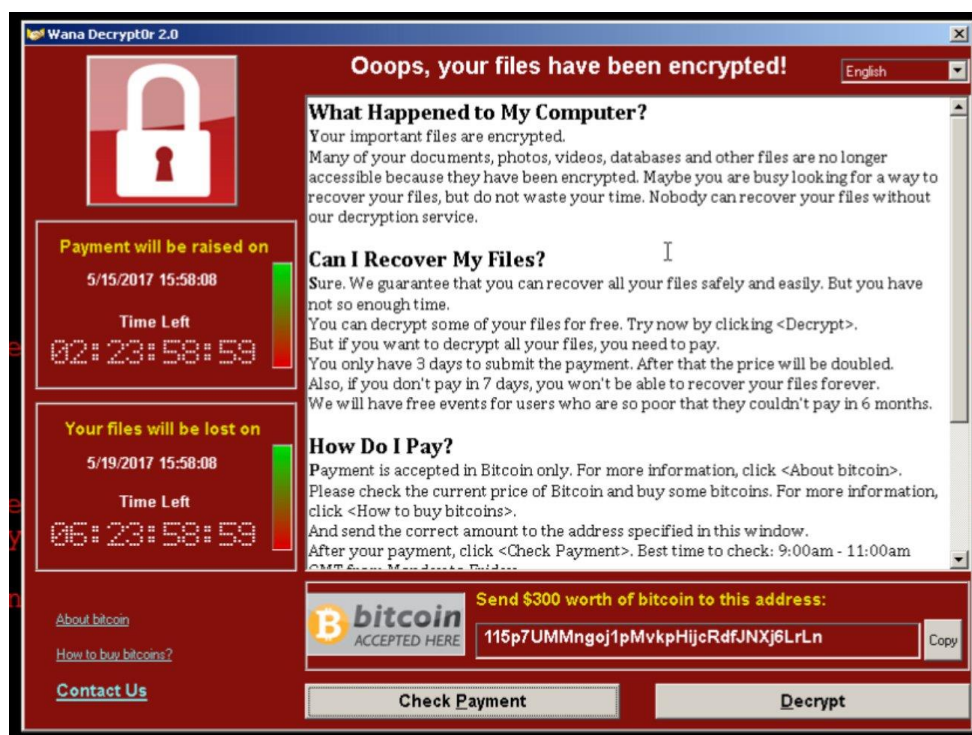 Wana Decrypt0r 2.0
Ooops, your files have been encrypted!
English
What Happened to My Computer?
Your important files are encrypted.
Many of your documents, photos, videos, databases and other files are no longer
accessible because they have been encrypted. Maybe you are busy looking for a way to
recover your files, but do not waste your time. Nobody can recover your files without
our decryption service.
Can I Recover My Files?
Sure. We guarantee that you can recover all your files safely and easily. But you have
not so enough time.
You can decrypt some of your files for free. Try now by clicking <Decrypt>.
But if you want to decrypt all your files, you need to pay.
You only have 3 days to submit the payment. After that the price will be doubled.
Also, if you don't pay in 7 days, you won't be able to recover your files forever.
We will have free events for users who are so poor that they couldn't pay in 6 months.
How Do I Pay?
Payment is accepted in Bitcoin only. For more information, click <About bitcoin>.
Please check the current price of Bitcoin and buy some bitcoins. For more information,
click <How to buy bitcoins>.
And send the correct amount to the address specified in this window.
After your payment, click <Check Payment>. Best time to check: 9:00am - 11:00am
GMT from Monday to Friday.
Payment will be raised on
5/15/2017 15:58:08
Time Left
02:23:58:59
Your files will be lost on
5/19/2017 15:58:08
Time Left
06:23:58:59
About bitcoin
How to buy bitcoins?
Contact Us
bitcoin
ACCEPTED HERE
Send $300 worth of bitcoin to this address:
115p7UMMngoj1pMvkpHijcRdfJNXj6LrLn
Copy
Check Payment
Decrypt